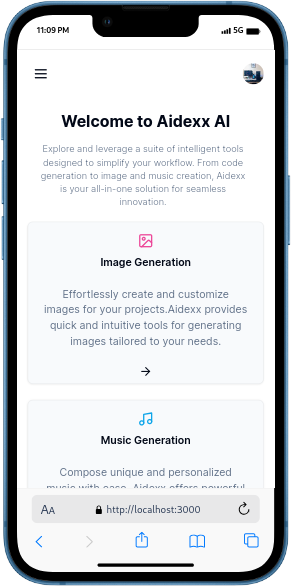 11:09 PM
5G
Welcome to Aidexx AI
Explore and leverage a suite of intelligent tools
designed to simplify your workflow. From code
generation to image and music creation, Aidexx
is your all-in-one solution for seamless
innovation.
Image Generation
Effortlessly create and customize
images for your projects.Aidexx provides
quick and intuitive tools for generating
images tailored to your needs.
Music Generation
Compose unique and personalized
music with ease. Aidexx offers powerful
AA
http://localhost:3000